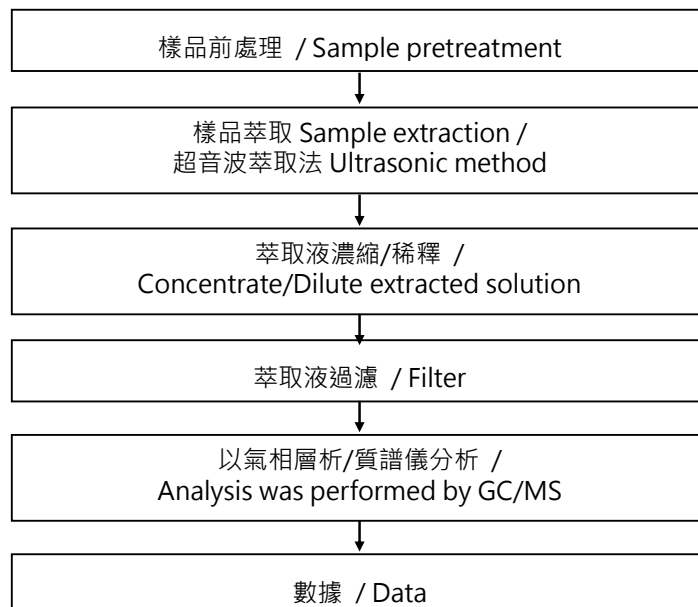 樣品前處理 / Sample pretreatment
樣品萃取 Sample extraction /
超音波萃取法 Ultrasonic method
萃取液濃縮/稀釋 /
Concentrate/Dilute extracted solution
萃取液過濾 / Filter
以氣相層析/質譜儀分析 /
Analysis was performed by GC/MS
數據 / Data